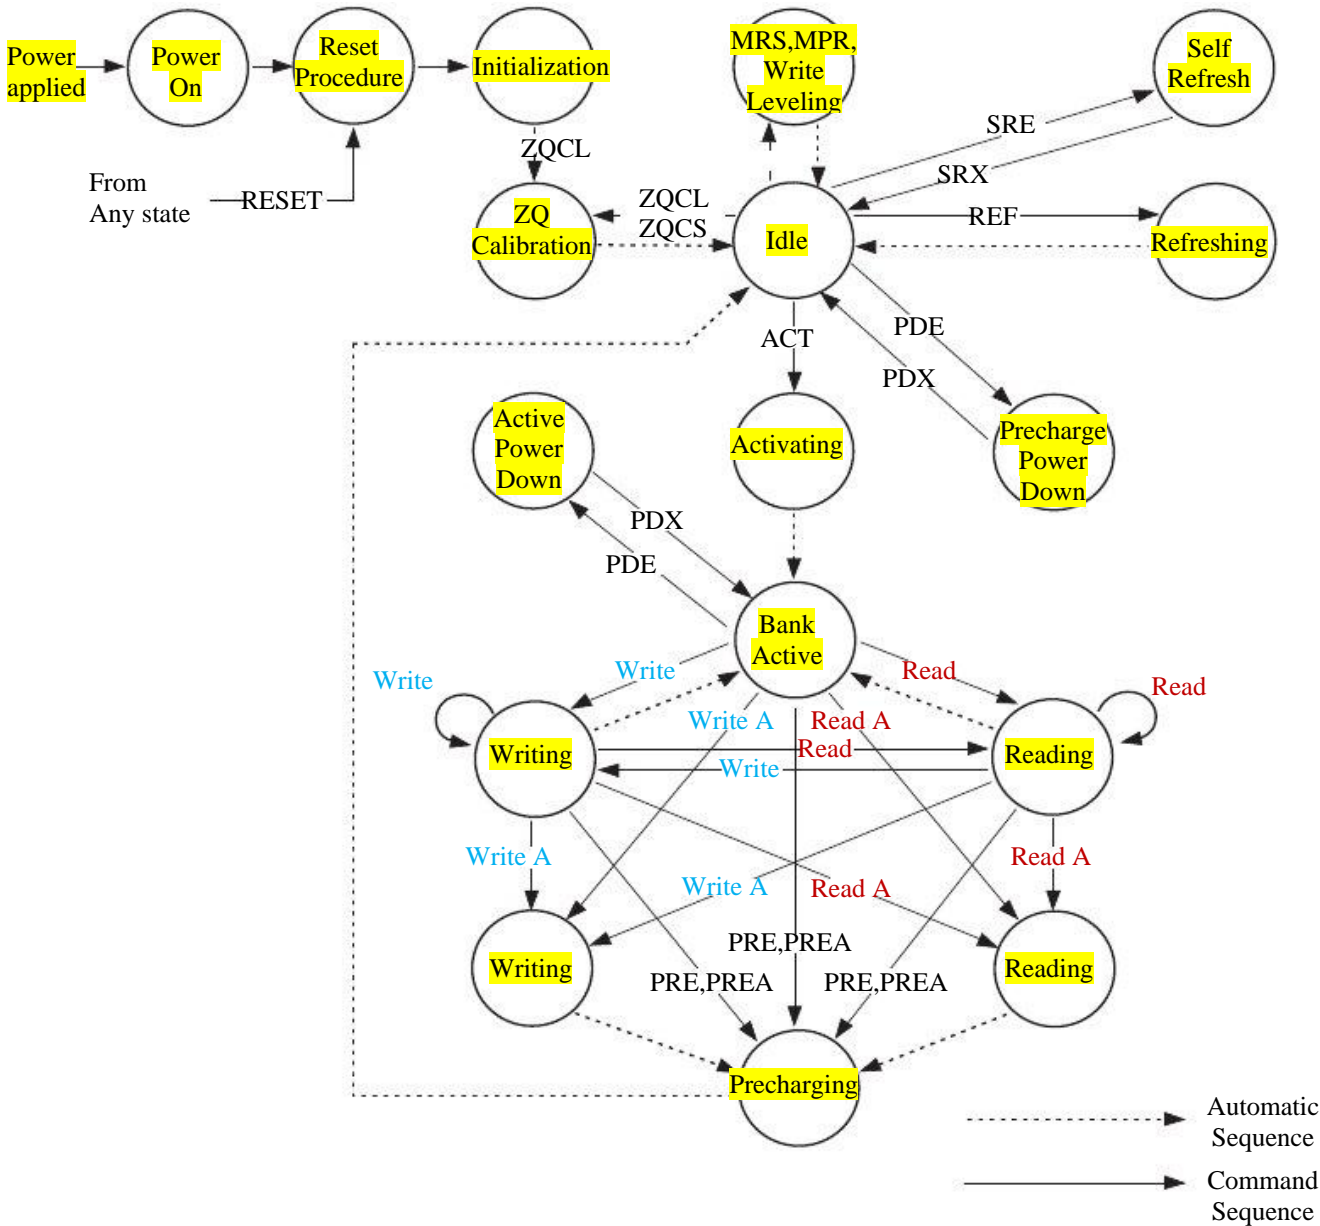 Power
applied
Power
On
Reset
Procedure
Initialization
MRS,MPR,
Write
Leveling
Self
Refresh
From
Any state
RESET
ZQCL
ZQCL
ZQCS
ZQ
Calibration
Idle
SRE
SRX
REF
Refreshing
ACT
PDE
PDX
Active
Power
Down
Activating
Precharge
Power
Down
PDX
PDE
Bank
Active
Write
Write
Read
Read
Write A
Read A
Writing
Read
Write
Reading
Write A
Write A
Read A
Read A
Writing
PRE,PREA
PRE,PREA
PRE,PREA
Reading
Precharging
Automatic
Sequence
Command
Sequence